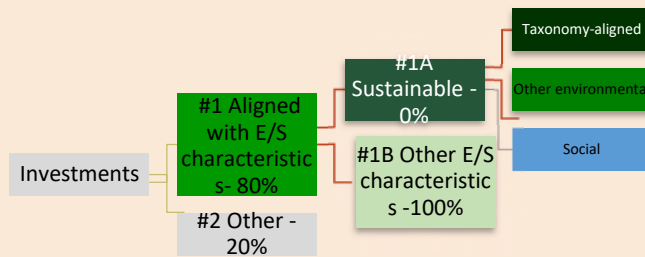 Investments
#1 Aligned
with E/S
characteristic
s- 80%
#2 Other -
20%
#1A
Sustainable -
0%
#1B Other E/S
characteristic
s -100%
Taxonomy-aligned
Other environmenta
Social